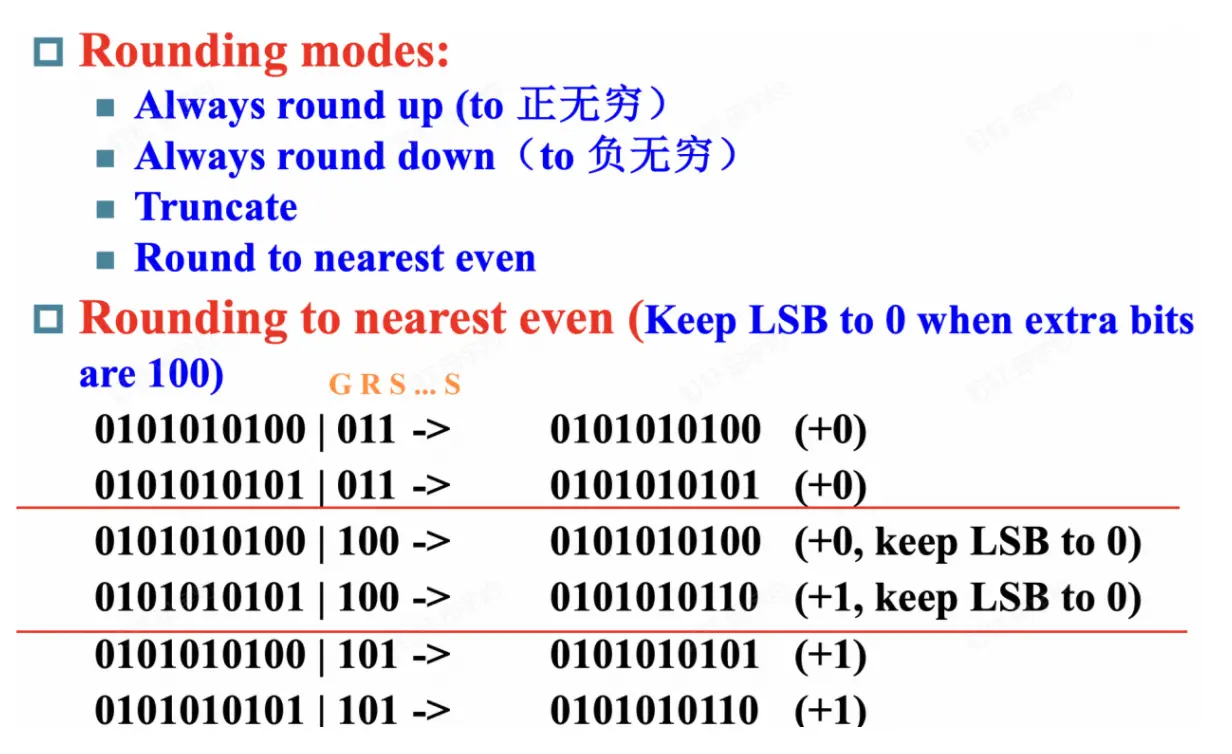 Rounding modes:
Always round up (to 正无穷）
Always round down（to 负无穷）
Truncate
Round to nearest even
Rounding to nearest even (Keep LSB to 0 when extra bits
are 100)
G R S ... S
0101010100 | 011 -> 0101010100 (+0)
0101010101 | 011 -> 0101010101 (+0)
0101010100 | 100 -> 0101010100 (+0, keep LSB to 0)
0101010101 | 100 -> 0101010110 (+1, keep LSB to 0)
0101010100 | 101 -> 0101010101 (+1)
0101010101 | 101 -> 0101010110 (+1)